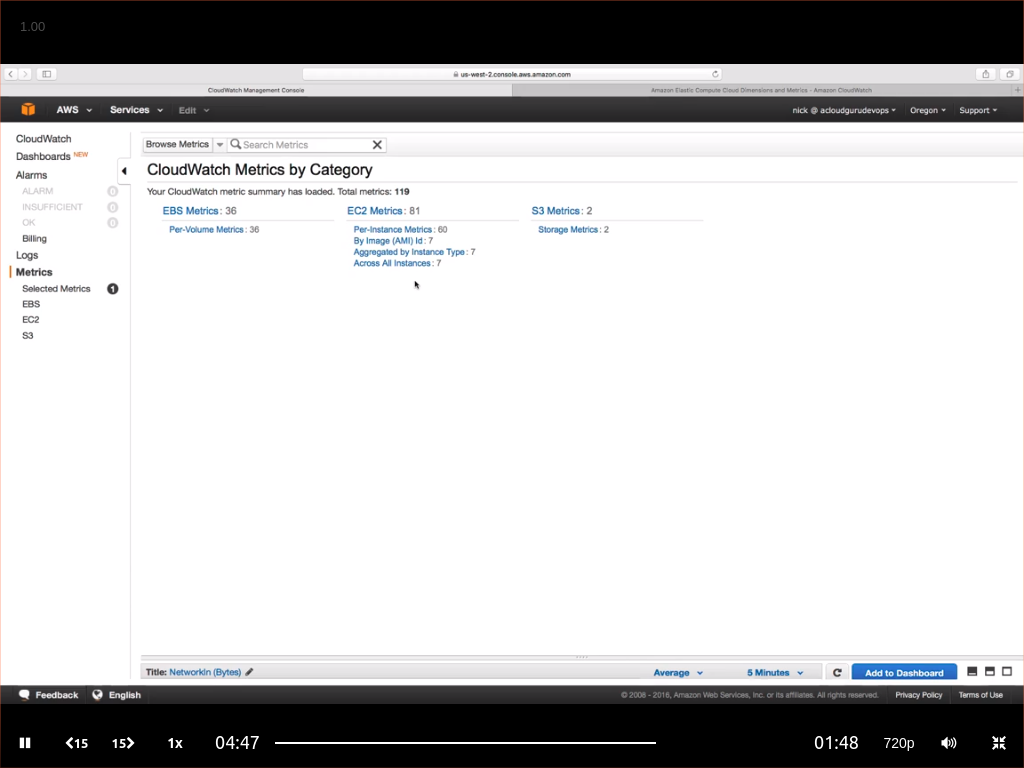 1.00
us-west-2.console.aws.amazon.com
CloudWatch Management Console
Amazon Elastic Compute Cloud Dimensions and Metrics - Amazon CloudWatch
AWS Services Edit nick @ acloudgurudevops Oregon Support
CloudWatch
Dashboards NEW
Alarms
ALARM 0
INSUFFICIENT 0
OK 0
Billing
Logs
Metrics
Selected Metrics 1
EBS
EC2
S3
Browse Metrics Search Metrics
CloudWatch Metrics by Category
Your CloudWatch metric summary has loaded. Total metrics: 119
EBS Metrics: 36
Per-Volume Metrics: 36
EC2 Metrics: 81
Per-Instance Metrics: 60
By Image (AMI) Id: 7
Aggregated by Instance Type: 7
Across All Instances: 7
S3 Metrics: 2
Storage Metrics: 2
Title: NetworkIn (Bytes) Average 5 Minutes Add to Dashboard
Feedback English © 2008 - 2016, Amazon Web Services, Inc. or its affiliates. All rights reserved. Privacy Policy Terms of Use
15 15 1x 04:47 01:48 720p